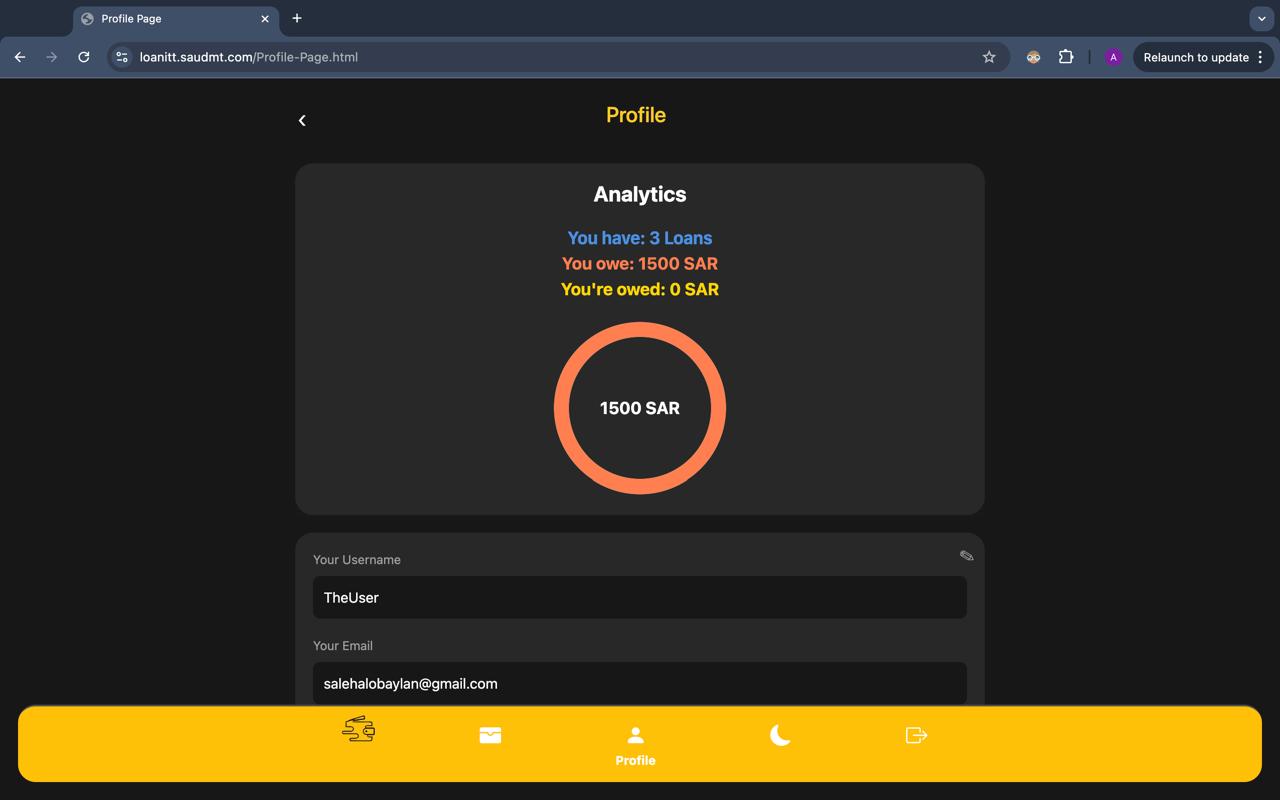 Profile Page
loanitt.saudmt.com/Profile-Page.html
A
Relaunch to update
Profile
Analytics
You have: 3 Loans
You owe: 1500 SAR
You're owed: 0 SAR
1500 SAR
Your Username
TheUser
Your Email
salehalobaylan@gmail.com
Profile